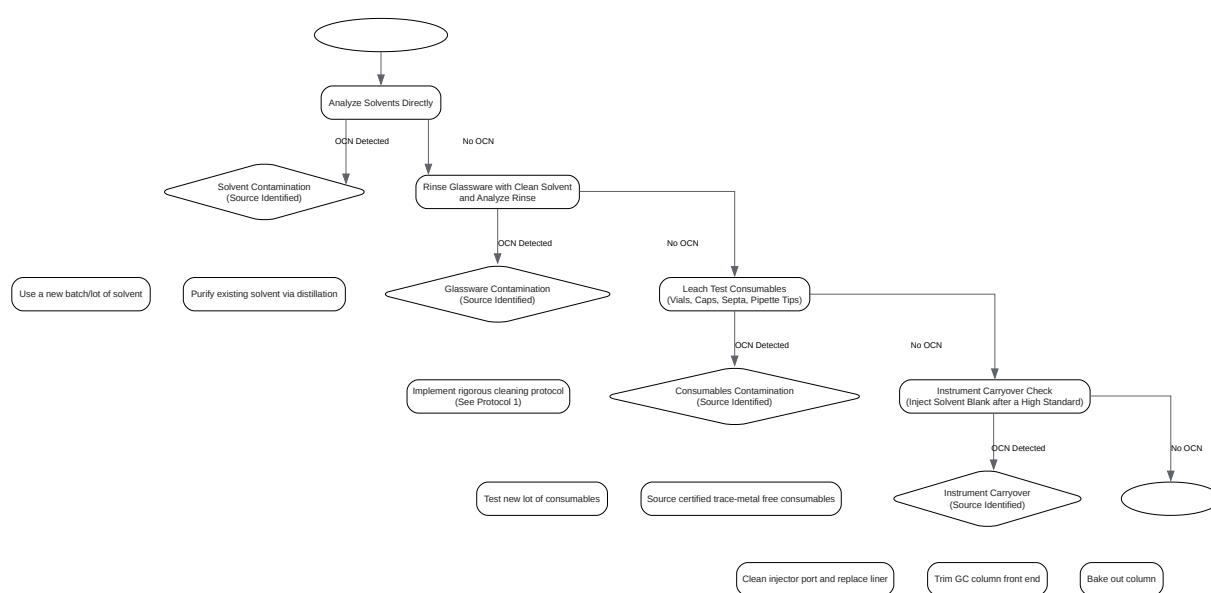 Analyze Solvents Directly
OCN Detected
No OCN
Solvent Contamination
(Source Identified)
Rinse Glassware with Clean Solvent
and Analyze Rinse
OCN Detected
No OCN
Use a new batch/lot of solvent
Purify existing solvent via distillation
Glassware Contamination
(Source Identified)
Leach Test Consumables
(Vials, Caps, Septa, Pipette Tips)
OCN Detected
No OCN
Implement rigorous cleaning protocol
(See Protocol 1)
Consumables Contamination
(Source Identified)
Instrument Carryover Check
(Inject Solvent Blank after a High Standard)
OCN Detected
No OCN
Test new lot of consumables
Source certified trace-metal free consumables
Instrument Carryover
(Source Identified)
Clean injector port and replace liner
Trim GC column front end
Bake out column